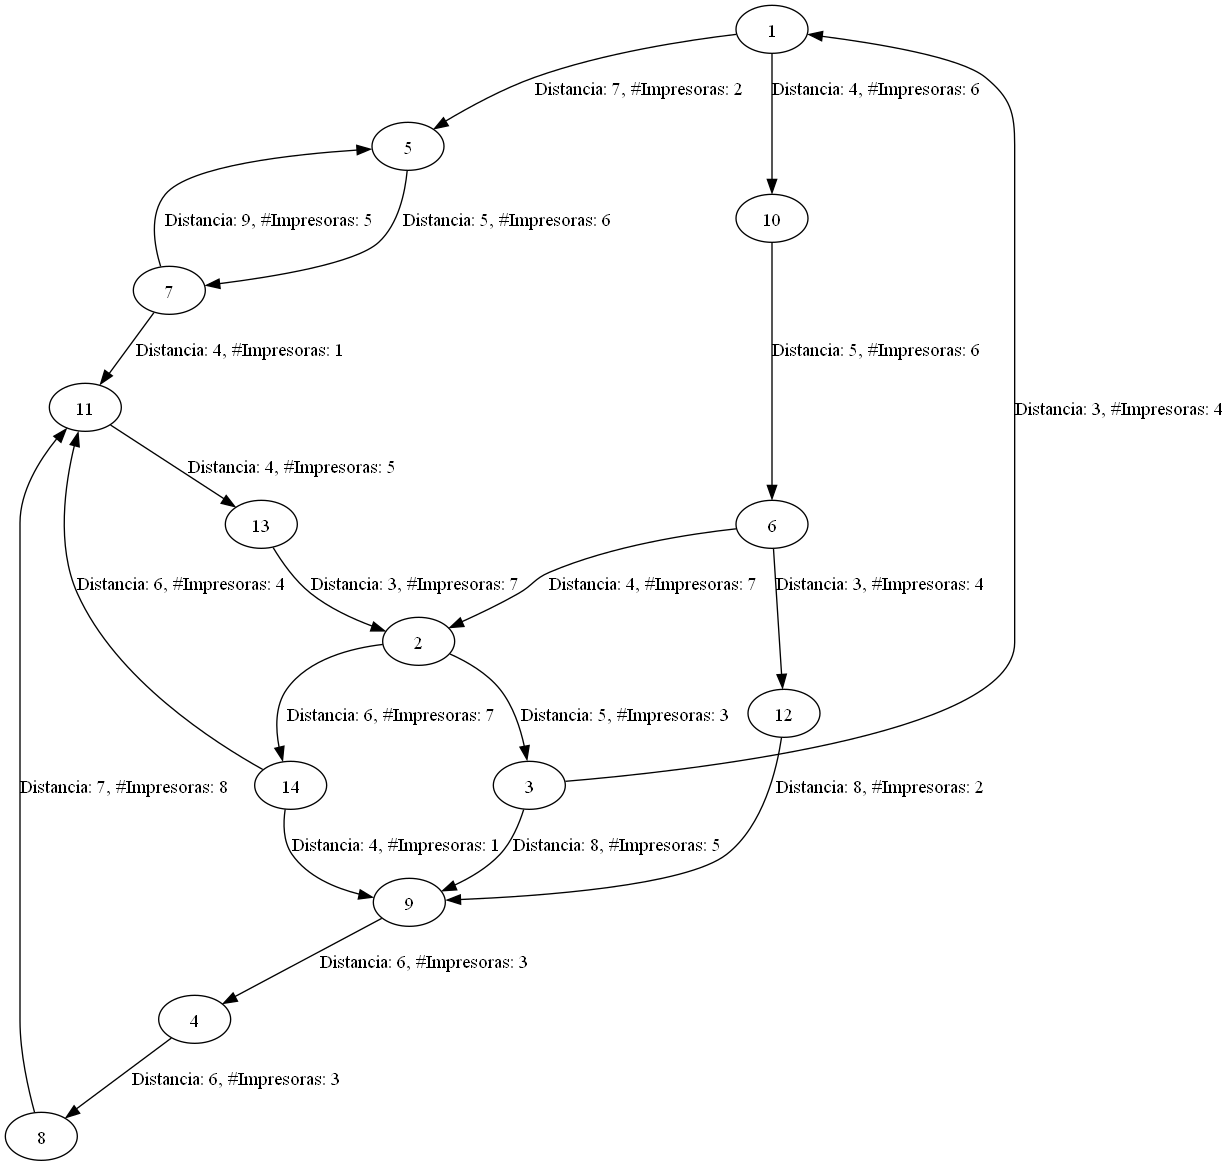 1
Distancia: 7, #Impresoras: 2
Distancia: 4, #Impresoras: 6
5
10
Distancia: 9, #Impresoras: 5
Distancia: 5, #Impresoras: 6
7
Distancia: 4, #Impresoras: 1
Distancia: 5, #Impresoras: 6
11
Distancia: 3, #Impresoras: 4
Distancia: 4, #Impresoras: 5
13
6
Distancia: 6, #Impresoras: 4
Distancia: 3, #Impresoras: 7
Distancia: 4, #Impresoras: 7
Distancia: 3, #Impresoras: 4
2
Distancia: 6, #Impresoras: 7
Distancia: 5, #Impresoras: 3
12
Distancia: 7, #Impresoras: 8
14
3
Distancia: 8, #Impresoras: 2
Distancia: 4, #Impresoras: 1
Distancia: 8, #Impresoras: 5
9
Distancia: 6, #Impresoras: 3
4
Distancia: 6, #Impresoras: 3
8